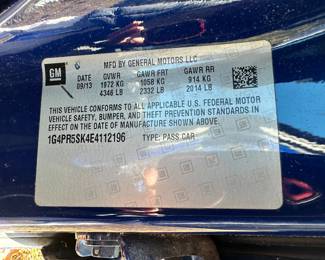 GM
MFD BY GENERAL MOTORS LLC
DATE GVWR GAWR FRT GAWR RR
09/13 1972 KG 1058 KG 914 KG
4346 LB 2332 LB 2014 LB
THIS VEHICLE CONFORMS TO ALL APPLICABLE U.S. FEDERAL MOTOR
VEHICLE SAFETY, BUMPER, AND THEFT PREVENTION STANDARDS IN
EFFECT ON THE DATE OF MANUFACTURE SHOWN ABOVE.
1G4PR5SK4E4112196 TYPE: PASS CAR